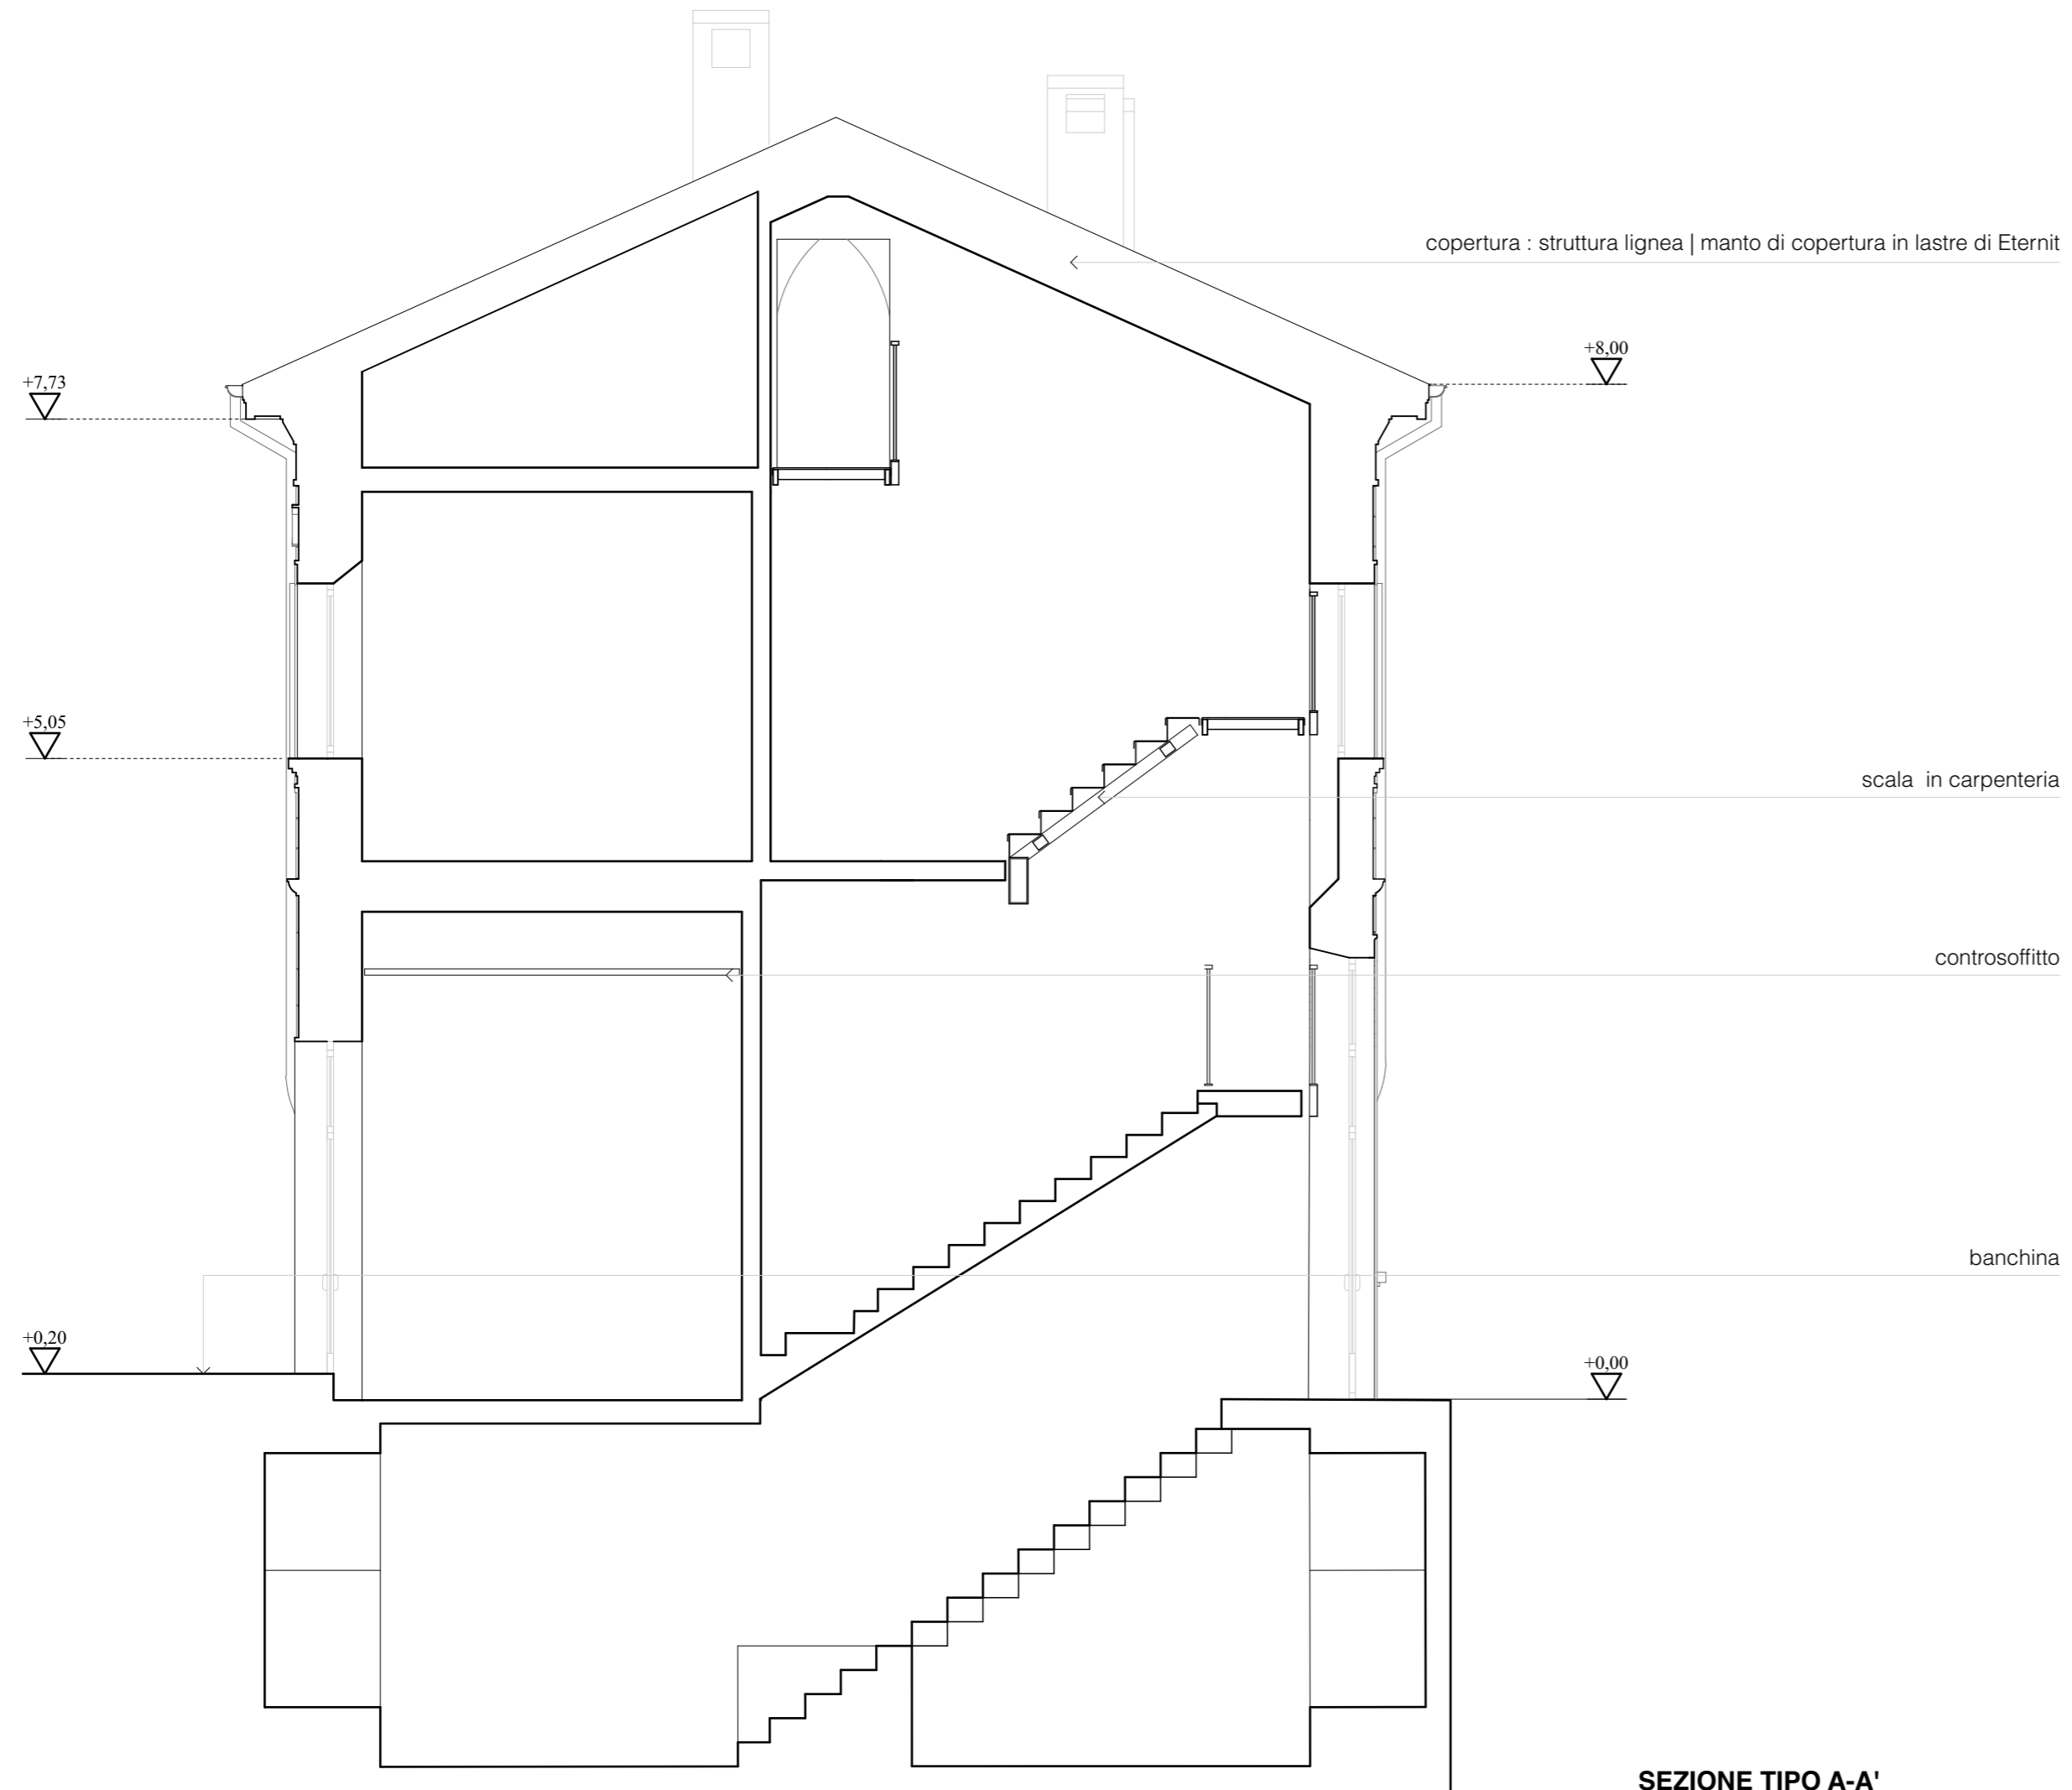 copertura : struttura lignea | manto di copertura in lastre di Eternit
+8,00
+7,73
+5,05
scala  in carpenteria
controsoffitto
banchina
+0,20
+0,00
SEZIONE TIPO A-A'